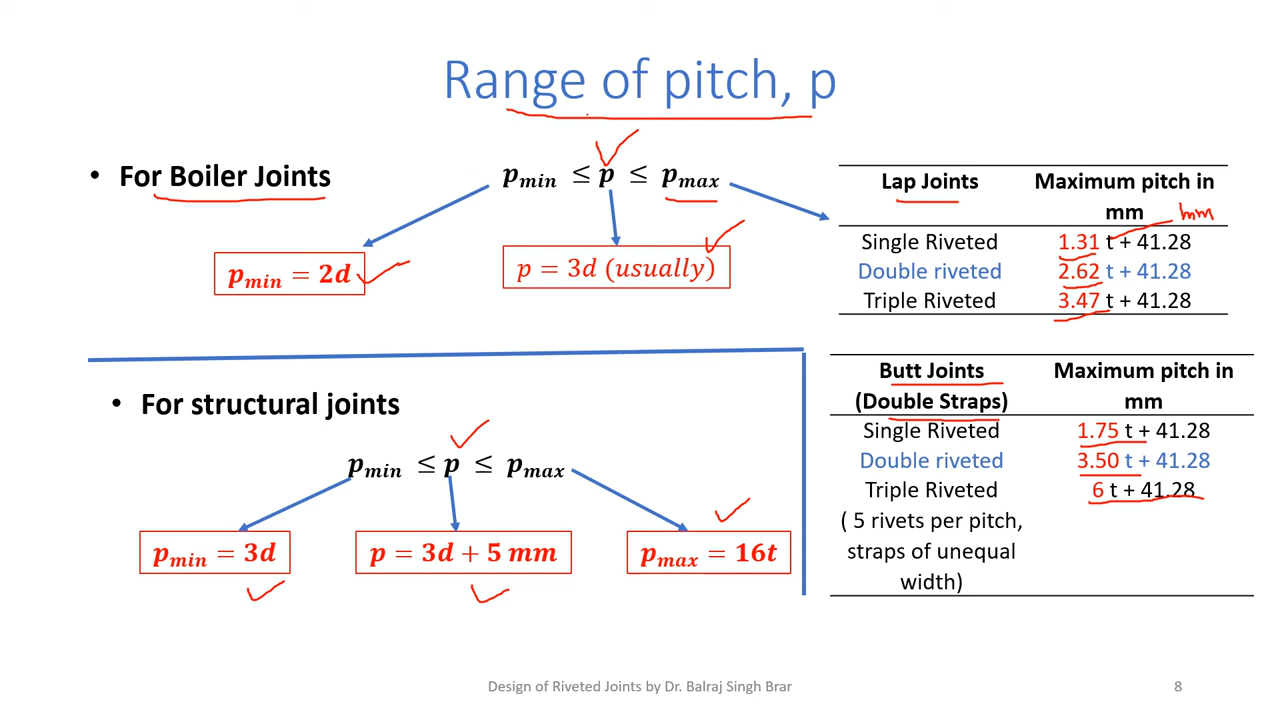 Range of pitch, p
• For Boiler Joints
p_min ≤ p ≤ p_max
p_min = 2d
p = 3d (usually)
Lap Joints Maximum pitch in mm
mm
Single Riveted 1.31 t + 41.28
Double riveted 2.62 t + 41.28
Triple Riveted 3.47 t + 41.28
• For structural joints
p_min ≤ p ≤ p_max
p_min = 3d
p = 3d + 5 mm
p_max = 16t
Butt Joints Maximum pitch in
(Double Straps) mm
Single Riveted 1.75 t + 41.28
Double riveted 3.50 t + 41.28
Triple Riveted 6 t + 41.28
( 5 rivets per pitch,
straps of unequal
width)
Design of Riveted Joints by Dr. Balraj Singh Brar
8